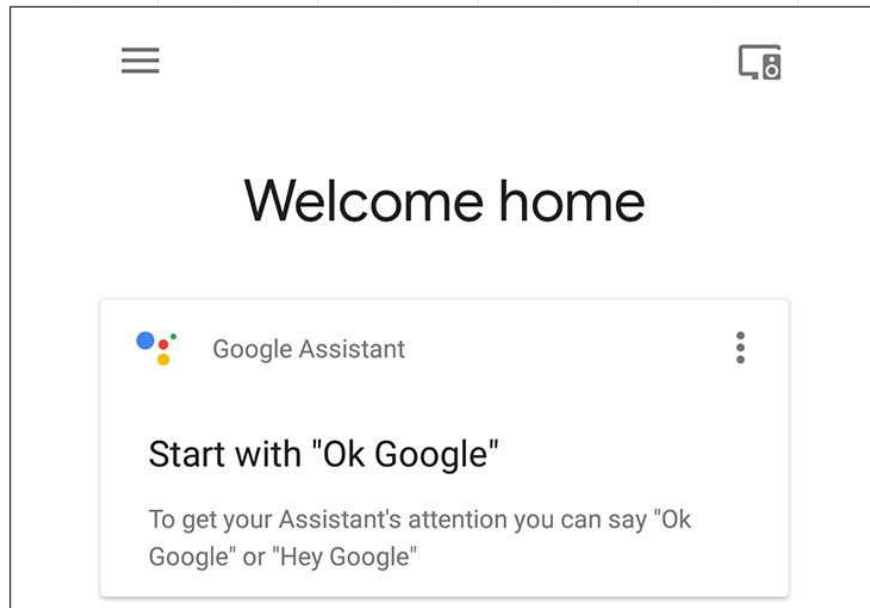 Welcome home
Google Assistant
Start with "Ok Google"
To get your Assistant's attention you can say "Ok
Google" or "Hey Google"